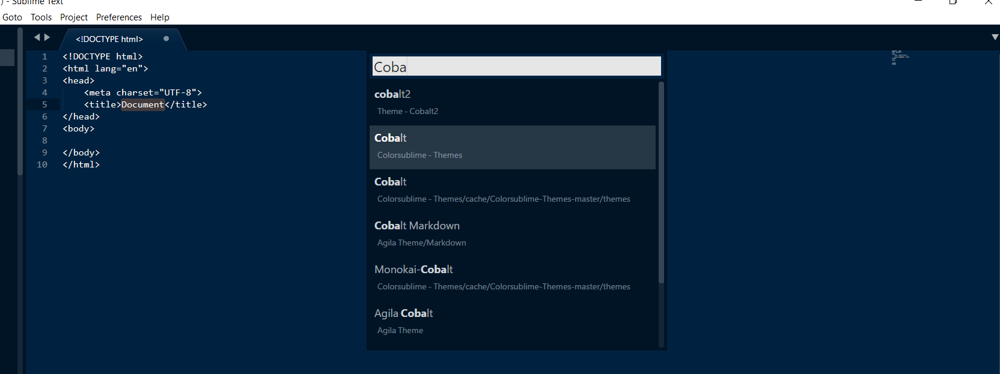 ) - Sublime Text
Goto Tools Project Preferences Help
<!DOCTYPE html>
1 <!DOCTYPE html>
2 <html lang="en">
3 <head>
4 <meta charset="UTF-8">
5 <title>Document</title>
6 </head>
7 <body>
8
9 </body>
10 </html>
Coba
cobalt2
Theme - Cobalt2
Cobalt
Colorsublime - Themes
Cobalt
Colorsublime - Themes/cache/Colorsublime-Themes-master/themes
Cobalt Markdown
Agila Theme/Markdown
Monokai-Cobalt
Colorsublime - Themes/cache/Colorsublime-Themes-master/themes
Agila Cobalt
Agila Theme